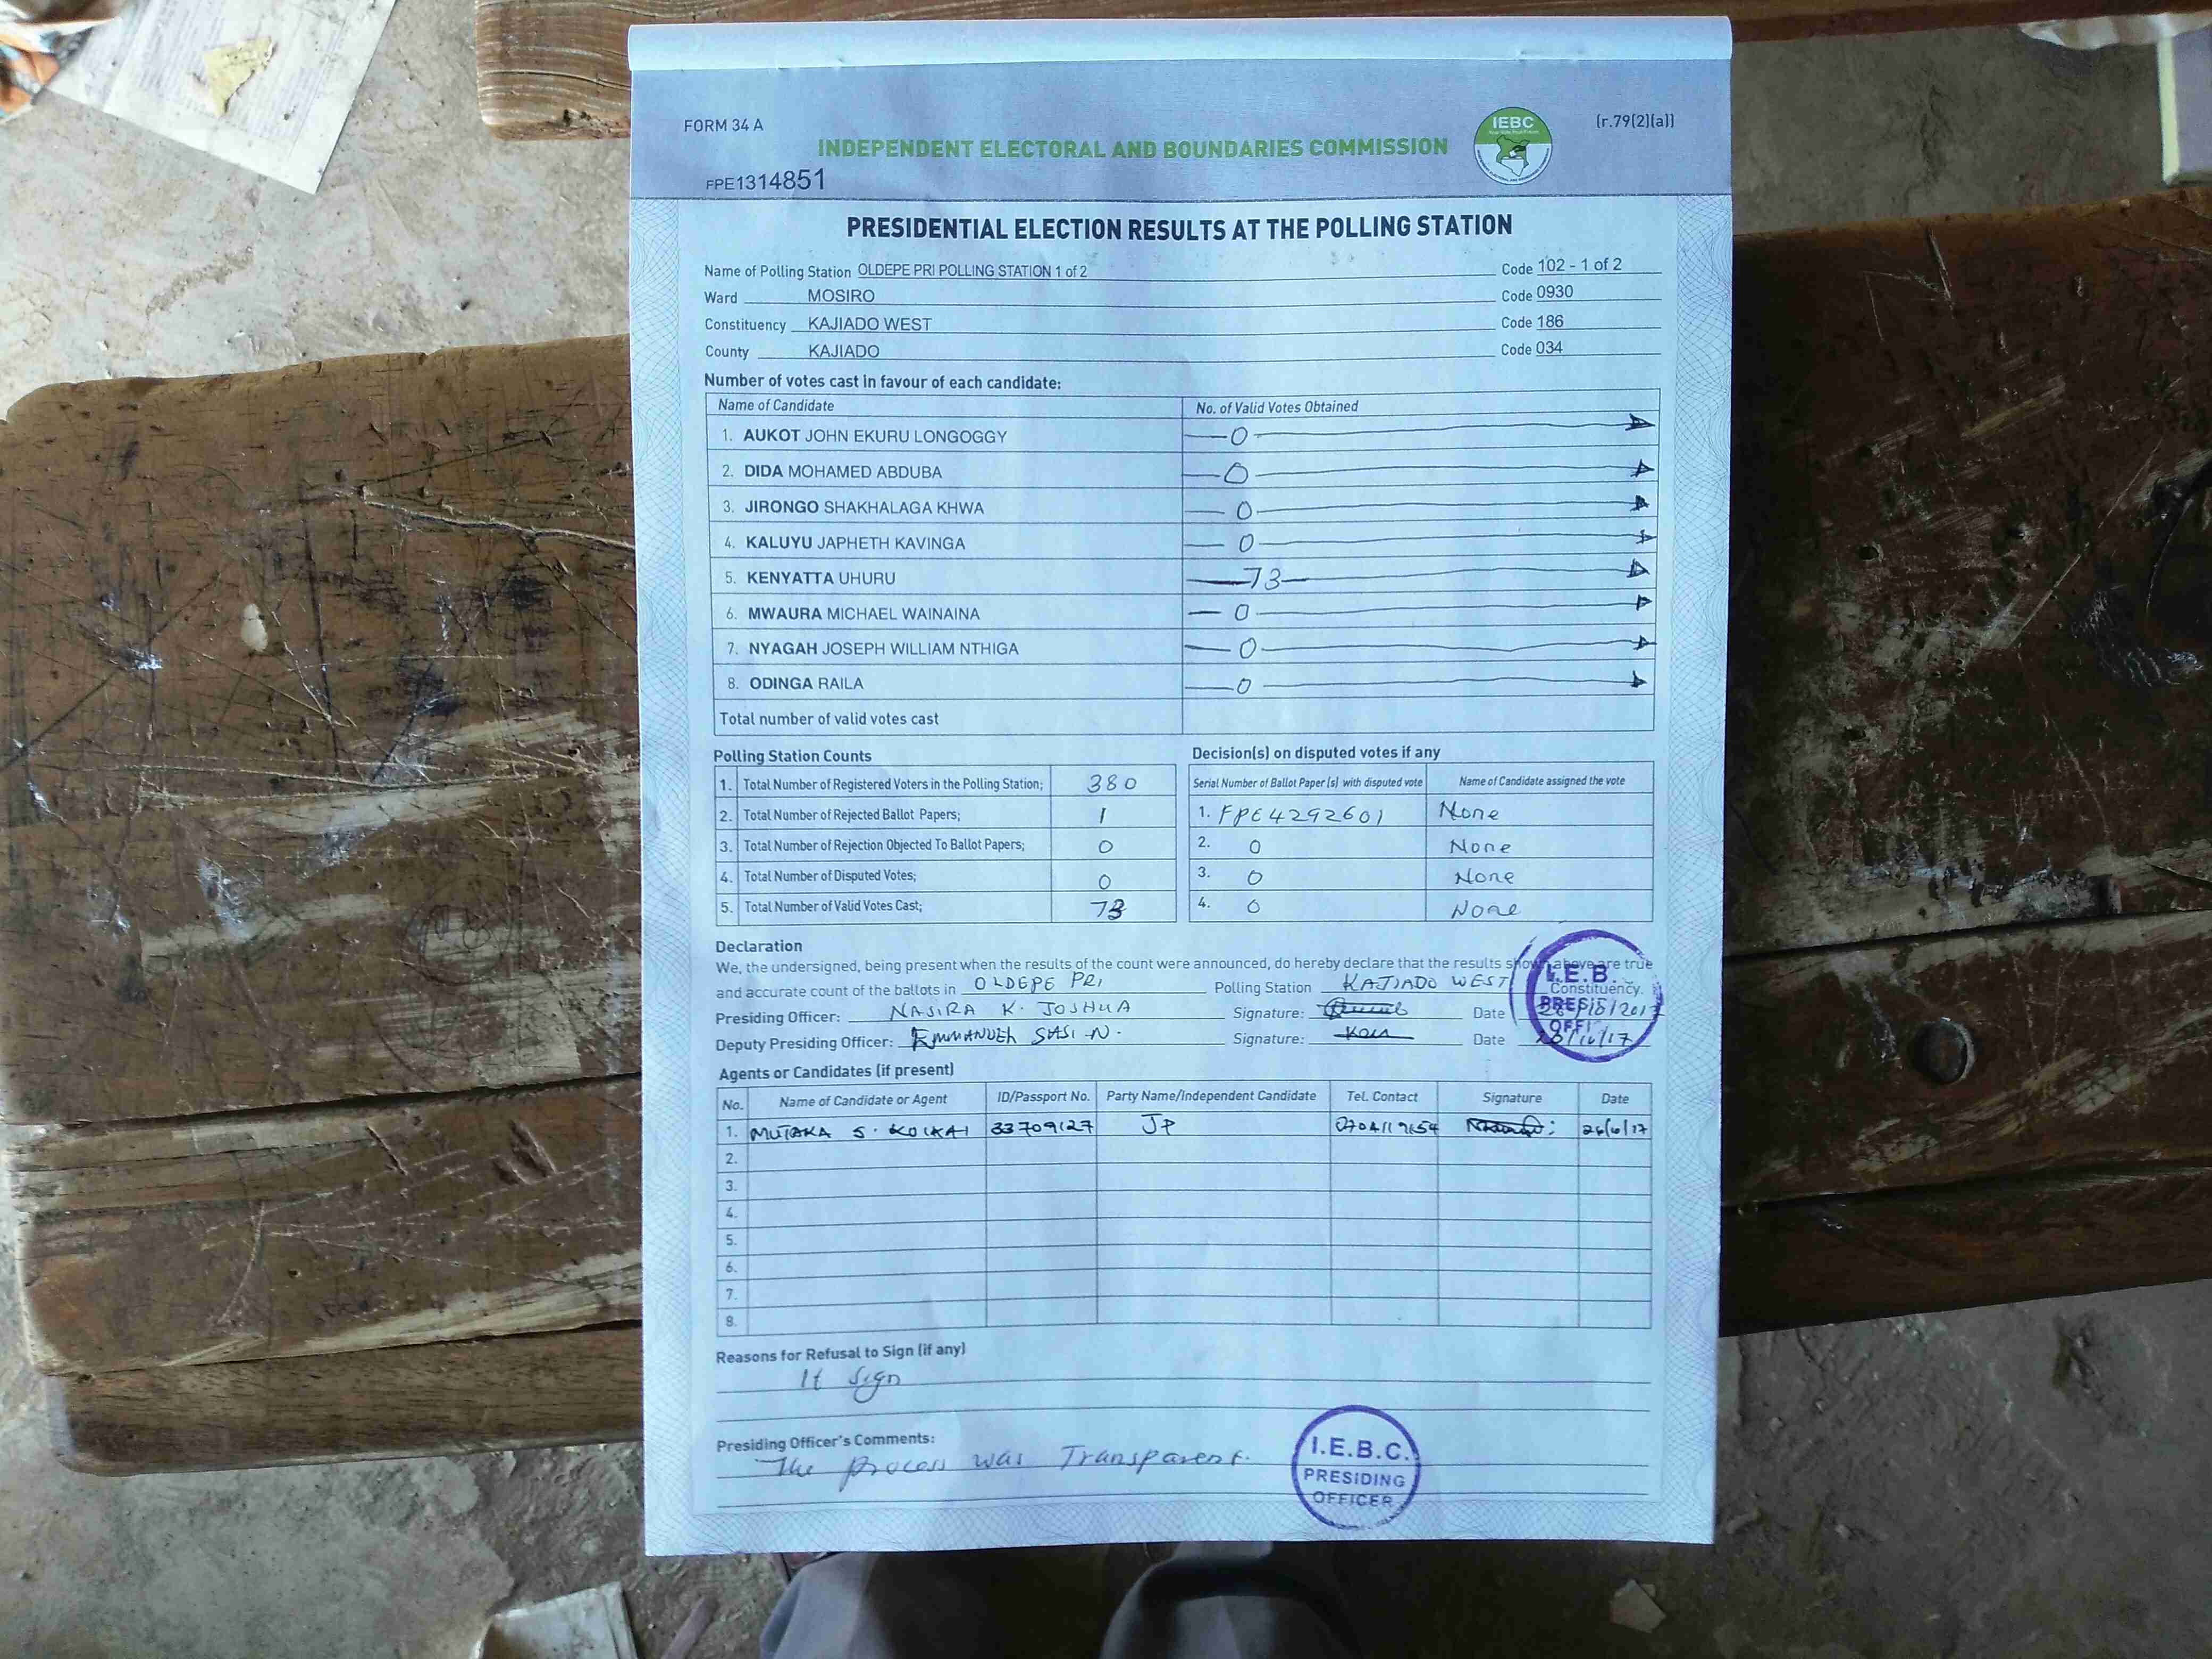 FORM 34 A
IEBC
(r.79(2)(a))
INDEPENDENT ELECTORAL AND BOUNDARIES COMMISSION
FPE1314851
PRESIDENTIAL ELECTION RESULTS AT THE POLLING STATION
Name of Polling Station OLDEPE PRI POLLING STATION 1 of 2 Code 102 - 1 of 2
Ward MOSIRO Code 0930
Constituency KAJIADO WEST Code 186
County KAJIADO Code 034
Number of votes cast in favour of each candidate:
Name of Candidate No. of Valid Votes Obtained
1. AUKOT JOHN EKURU LONGOGGY 0
2. DIDA MOHAMED ABDUBA 0
3. JIRONGO SHAKHALAGA KHWA 0
4. KALUYU JAPHETH KAVINGA 0
5. KENYATTA UHURU 73
6. MWAURA MICHAEL WAINAINA 0
7. NYAGAH JOSEPH WILLIAM NTHIGA 0
8. ODINGA RAILA 0
Total number of valid votes cast
Polling Station Counts
1. Total Number of Registered Voters in the Polling Station; 380
2. Total Number of Rejected Ballot Papers; 1
3. Total Number of Rejection Objected To Ballot Papers; 0
4. Total Number of Disputed Votes; 0
5. Total Number of Valid Votes Cast; 73
Decision(s) on disputed votes if any
Serial Number of Ballot Paper (s) with disputed vote Name of Candidate assigned the vote
1. FPE4292601 None
2. 0 None
3. 0 None
4. 0 None
Declaration
We, the undersigned, being present when the results of the count were announced, do hereby declare that the results shown above are true
and accurate count of the ballots in OLDEPE PRI Polling Station KAJIADO WEST Constituency.
Presiding Officer: NASIRA K. JOSHUA Signature: Date
Deputy Presiding Officer: EMMANUEL SASI N. Signature: Date
I.E.B.
PRESI
OFFI
Agents or Candidates (if present)
No. Name of Candidate or Agent ID/Passport No. Party Name/Independent Candidate Tel. Contact Signature Date
1. MUTAKA S. KOIKAI 33709127 JP
2.
3.
4.
5.
6.
7.
8.
Reasons for Refusal to Sign (if any)
It Sign
Presiding Officer's Comments:
The process was Transparent.
I.E.B.C.
PRESIDING
OFFICER